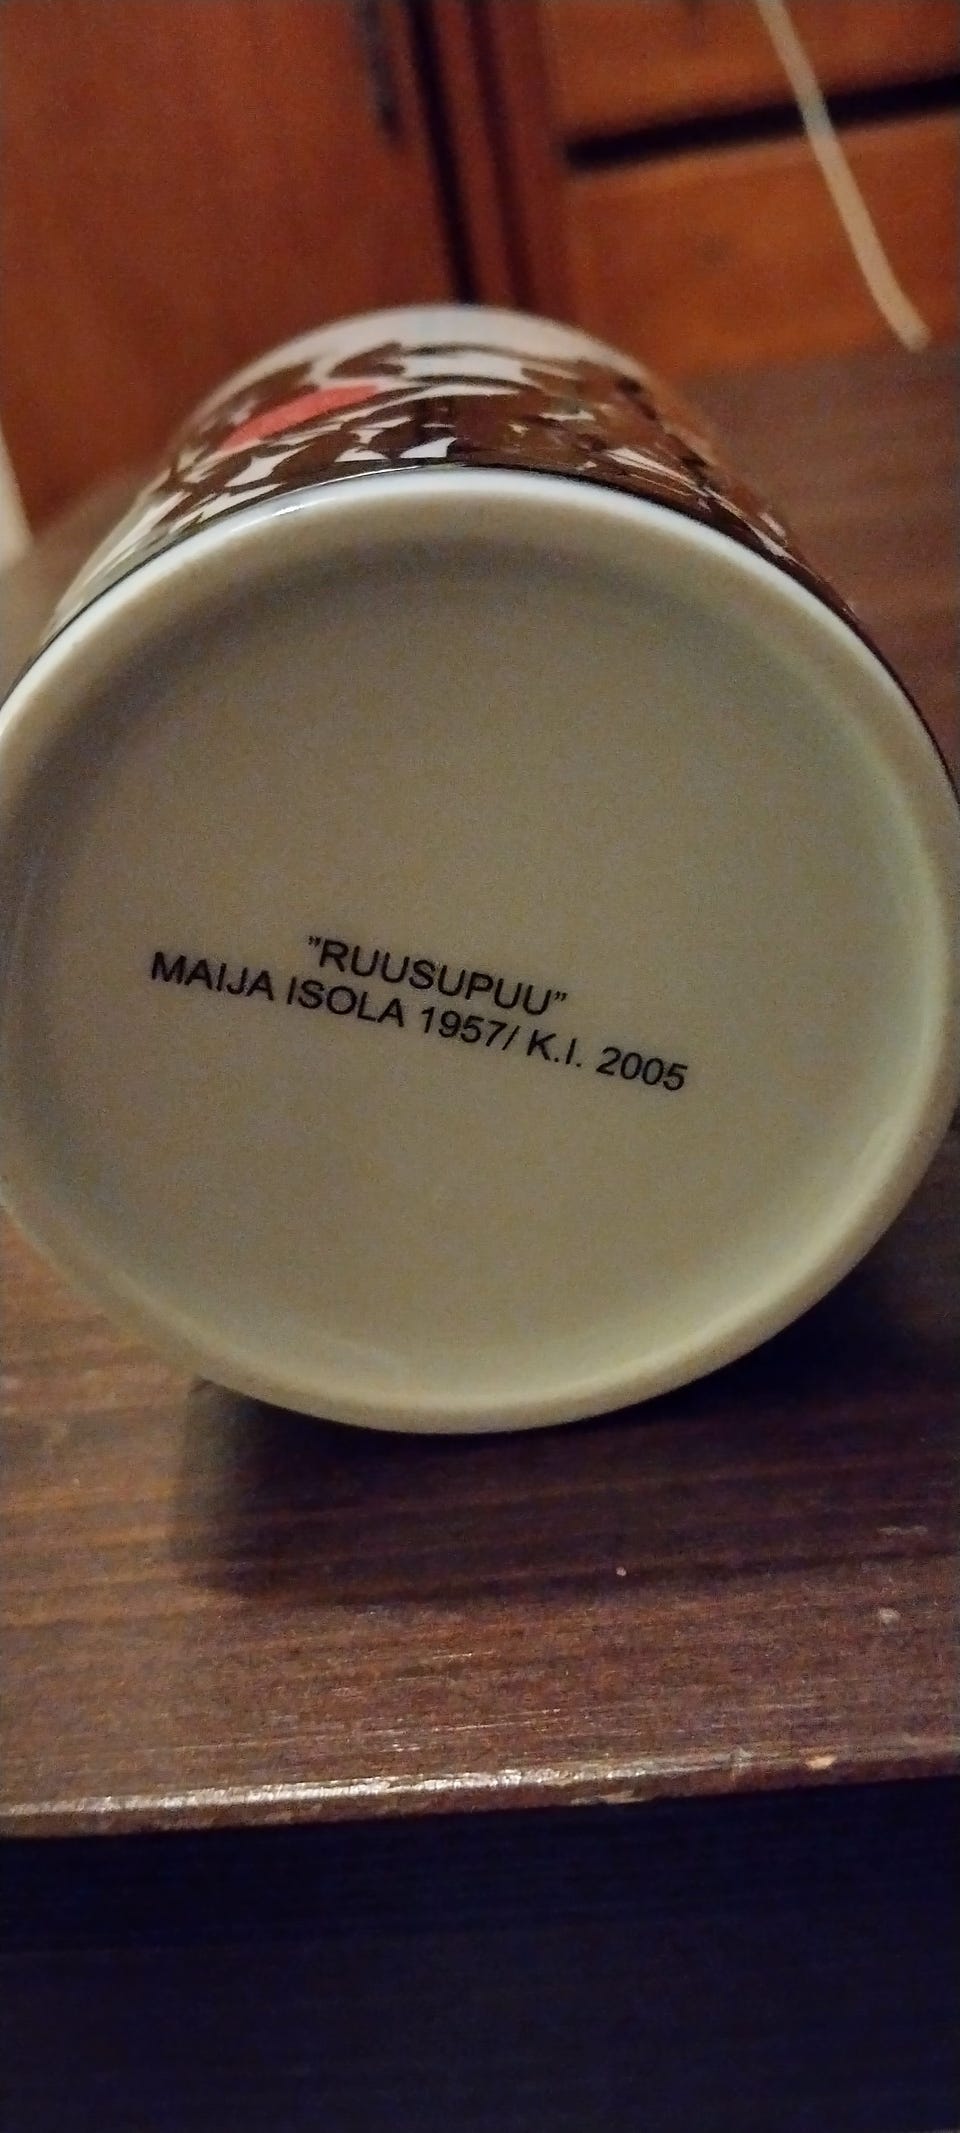 ”RUUSUPUU”
MAIJA ISOLA 1957/ K.I. 2005